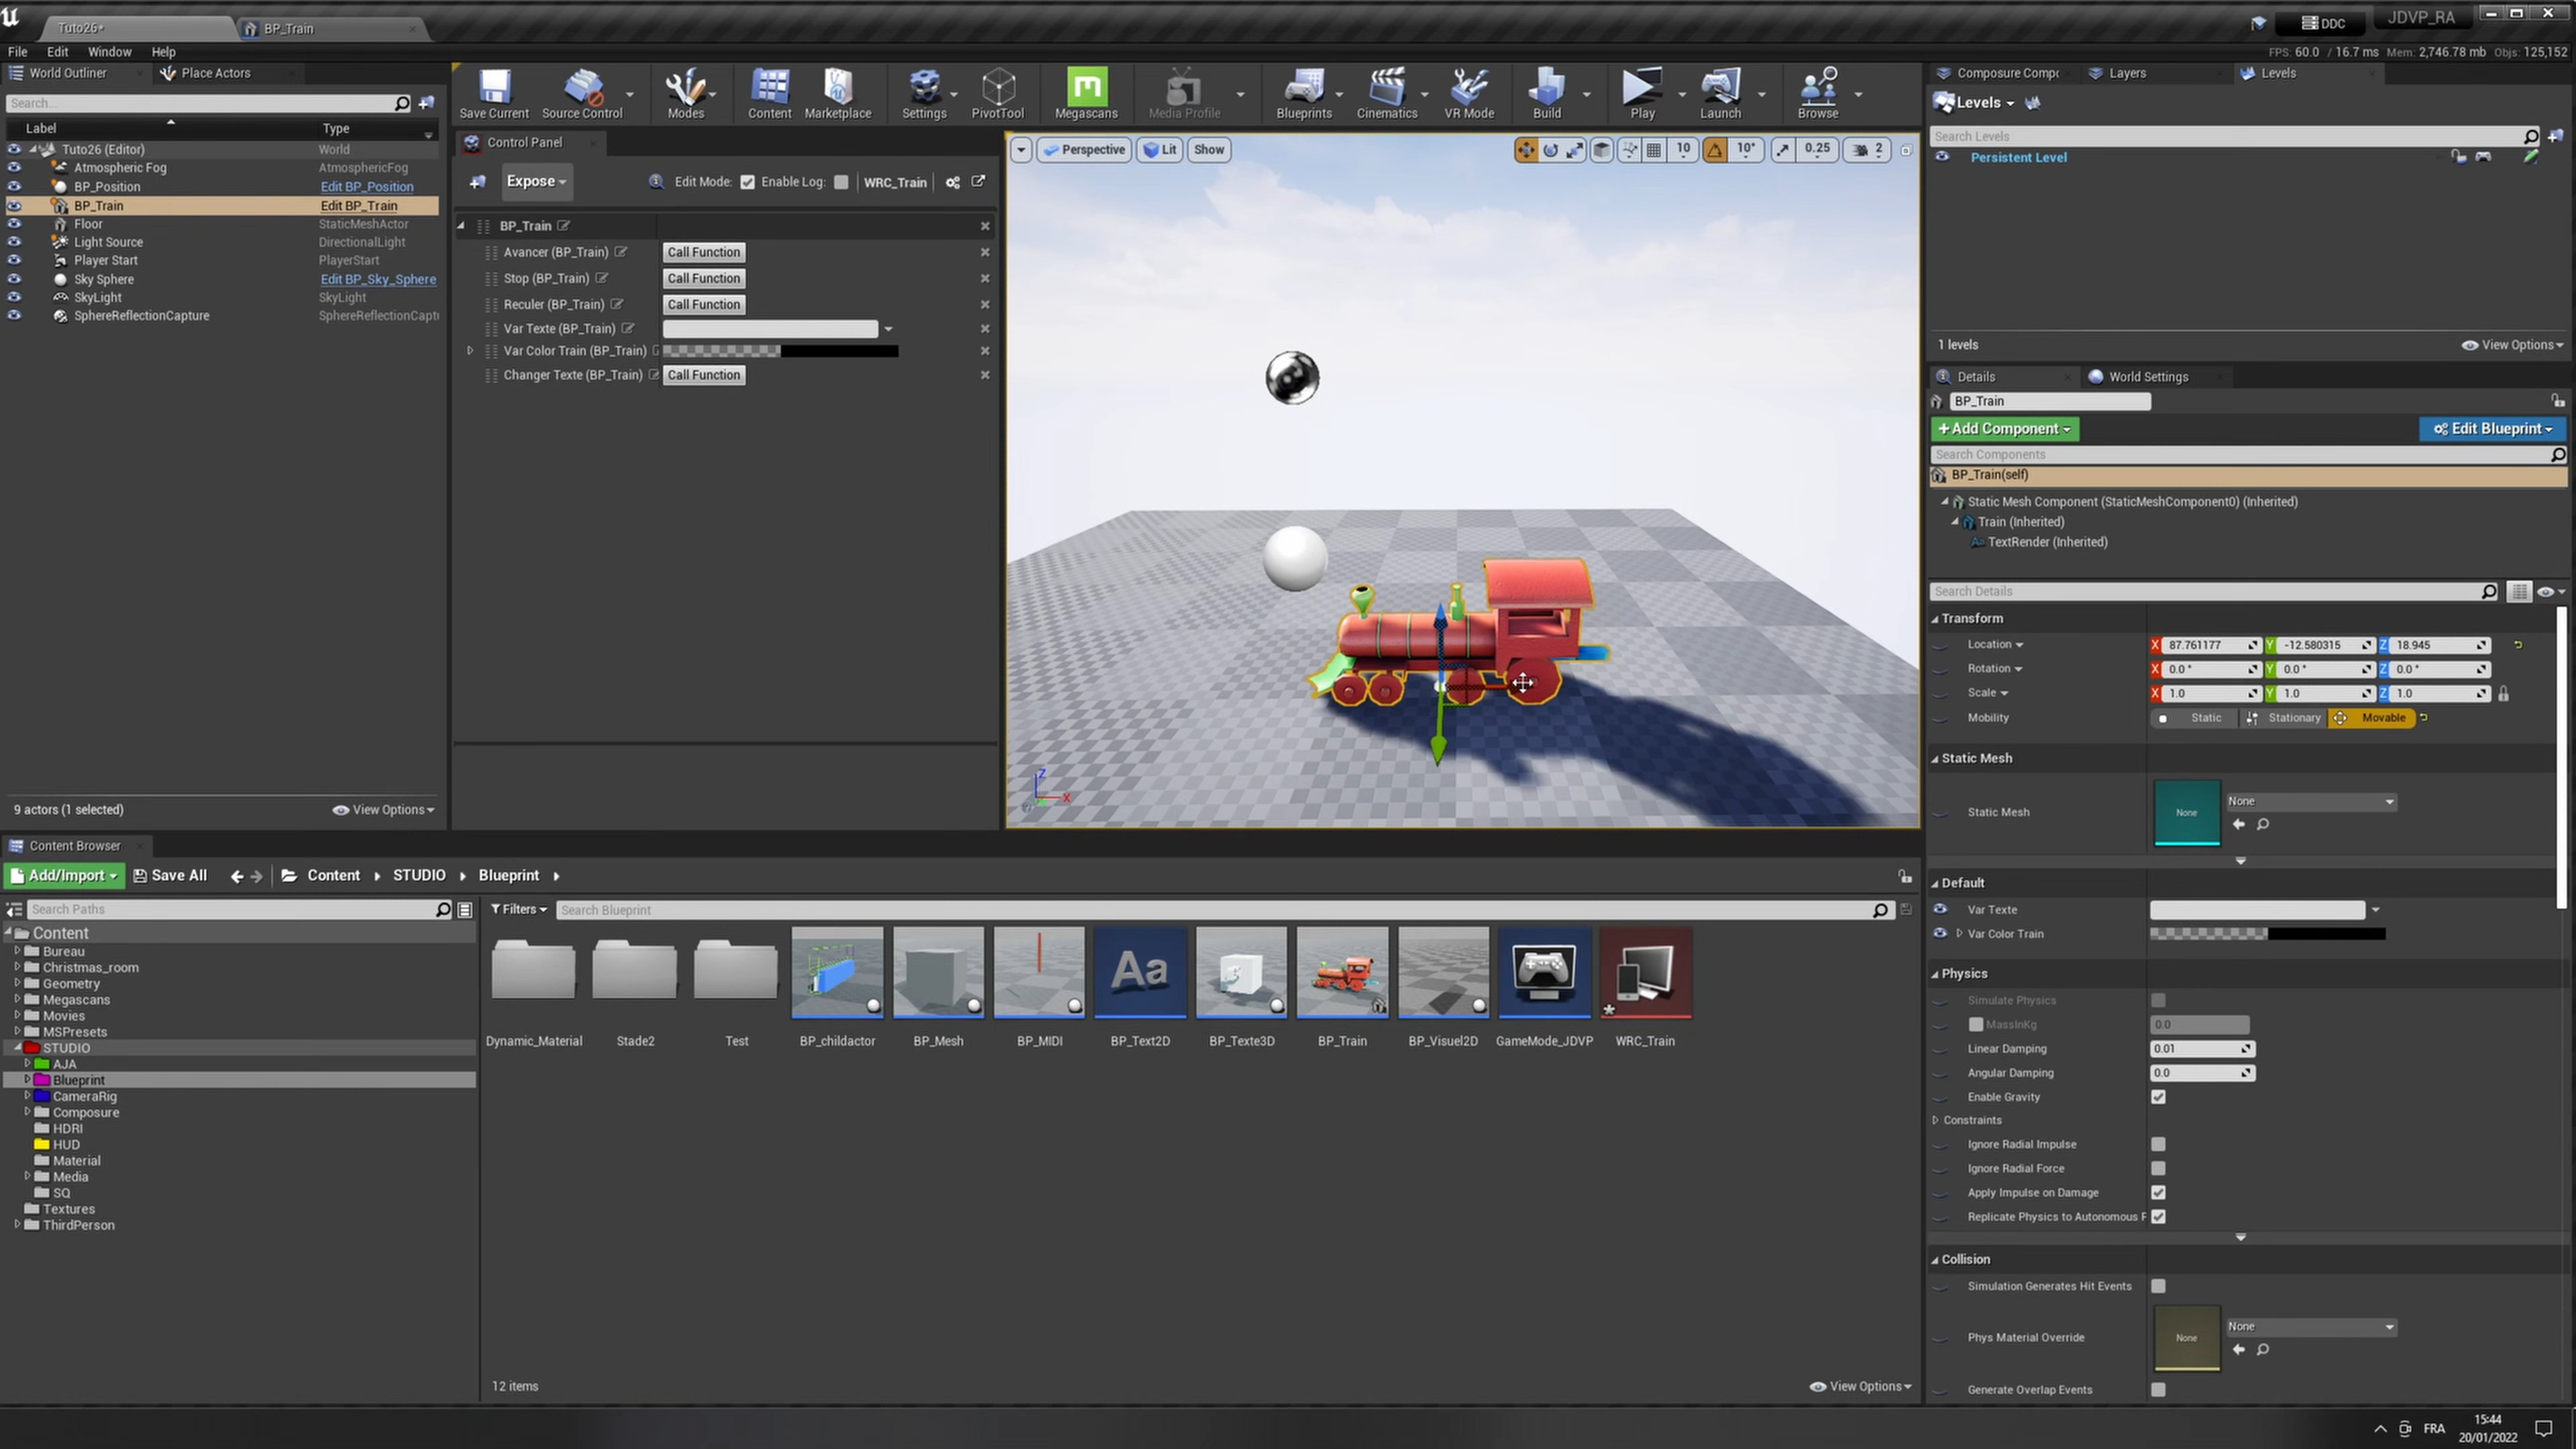 Tuto26*
BP_Train
DDC
JDVP_RA
File Edit Window Help
FPS: 60.0 / 16.7 ms Mem: 2,746.78 mb Objs: 125,152
World Outliner
Place Actors
Search...
Label Type
Tuto26 (Editor) World
Atmospheric Fog AtmosphericFog
BP_Position Edit BP_Position
BP_Train Edit BP_Train
Floor StaticMeshActor
Light Source DirectionalLight
Player Start PlayerStart
Sky Sphere Edit BP_Sky_Sphere
SkyLight SkyLight
SphereReflectionCapture SphereReflectionCaptu
9 actors (1 selected) View Options
Save Current Source Control Modes Content Marketplace Settings PivotTool Megascans Media Profile Blueprints Cinematics VR Mode Build Play Launch Browse
Control Panel
Expose Edit Mode: Enable Log: WRC_Train
BP_Train
Avancer (BP_Train) Call Function
Stop (BP_Train) Call Function
Reculer (BP_Train) Call Function
Var Texte (BP_Train)
Var Color Train (BP_Train)
Changer Texte (BP_Train) Call Function
Perspective Lit Show 10 10° 0.25 2
Z
X
Composure Compo Layers Levels
Levels
Search Levels
Persistent Level
1 levels View Options
Details World Settings
BP_Train
+Add Component Edit Blueprint
Search Components
BP_Train(self)
Static Mesh Component (StaticMeshComponent0) (Inherited)
Train (Inherited)
Aa TextRender (Inherited)
Search Details
Transform
Location X 87.761177 Y -12.580315 Z 18.945
Rotation X 0.0 ° Y 0.0 ° Z 0.0 °
Scale X 1.0 Y 1.0 Z 1.0
Mobility Static Stationary Movable
Static Mesh
Static Mesh None None
Default
Var Texte
Var Color Train
Physics
Simulate Physics
MassInKg 0.0
Linear Damping 0.01
Angular Damping 0.0
Enable Gravity
Constraints
Ignore Radial Impulse
Ignore Radial Force
Apply Impulse on Damage
Replicate Physics to Autonomous P
Collision
Simulation Generates Hit Events
Phys Material Override None None
Generate Overlap Events
Content Browser
Add/Import Save All Content STUDIO Blueprint
Search Paths
Filters Search Blueprint
Content
Bureau
Christmas_room
Geometry
Megascans
Movies
MSPresets
STUDIO
AJA
Blueprint
CameraRig
Composure
HDRI
HUD
Material
Media
SQ
Textures
ThirdPerson
Aa
Dynamic_Material Stade2 Test BP_childactor BP_Mesh BP_MIDI BP_Text2D BP_Texte3D BP_Train BP_Visuel2D GameMode_JDVP WRC_Train
12 items View Options
FRA
15:44
20/01/2022